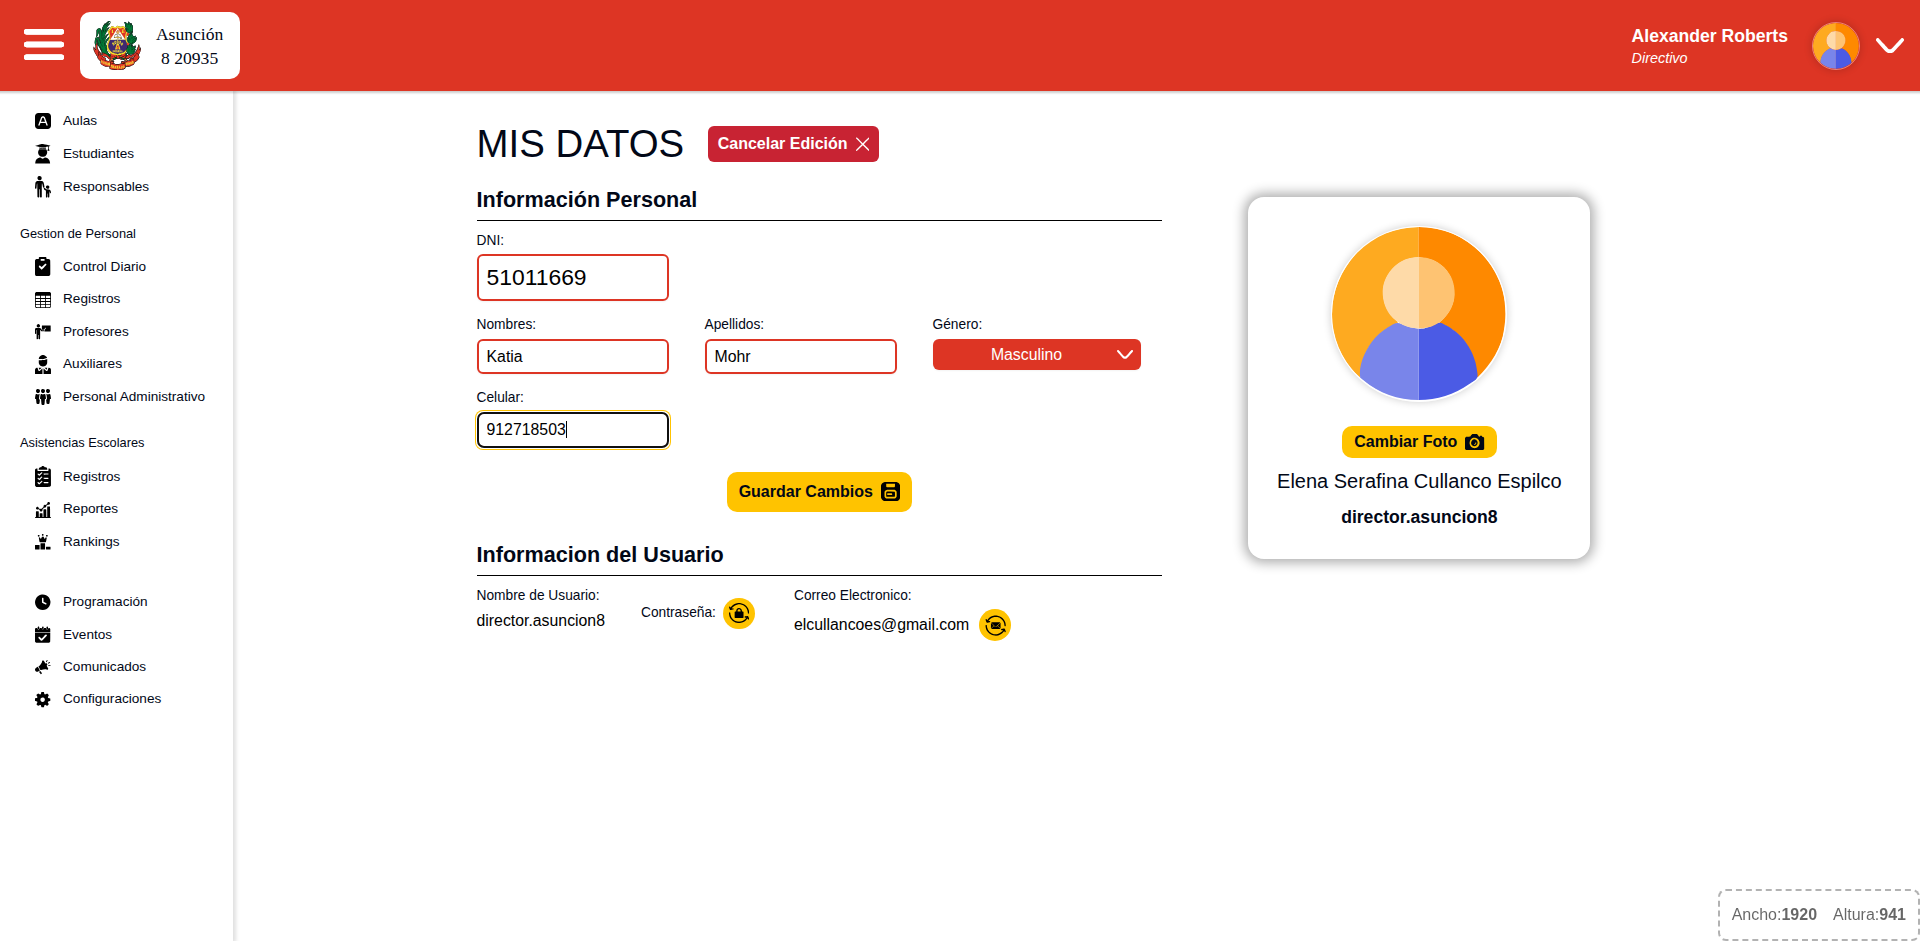 Asunción
8 20935
Alexander Roberts
Directivo
Aulas
Estudiantes
Responsables
Gestion de Personal
Control Diario
Registros
Profesores
Auxiliares
Personal Administrativo
Asistencias Escolares
Registros
Reportes
Rankings
Programación
Eventos
Comunicados
Configuraciones
MIS DATOS
Cancelar Edición
Información Personal
DNI:
51011669
Nombres: Apellidos: Género:
Katia Mohr Masculino
Celular:
912718503
Guardar Cambios
Informacion del Usuario
Nombre de Usuario:
director.asuncion8
Contraseña:
Correo Electronico:
elcullancoes@gmail.com
Cambiar Foto
Elena Serafina Cullanco Espilco
director.asuncion8
Ancho:1920 Altura:941